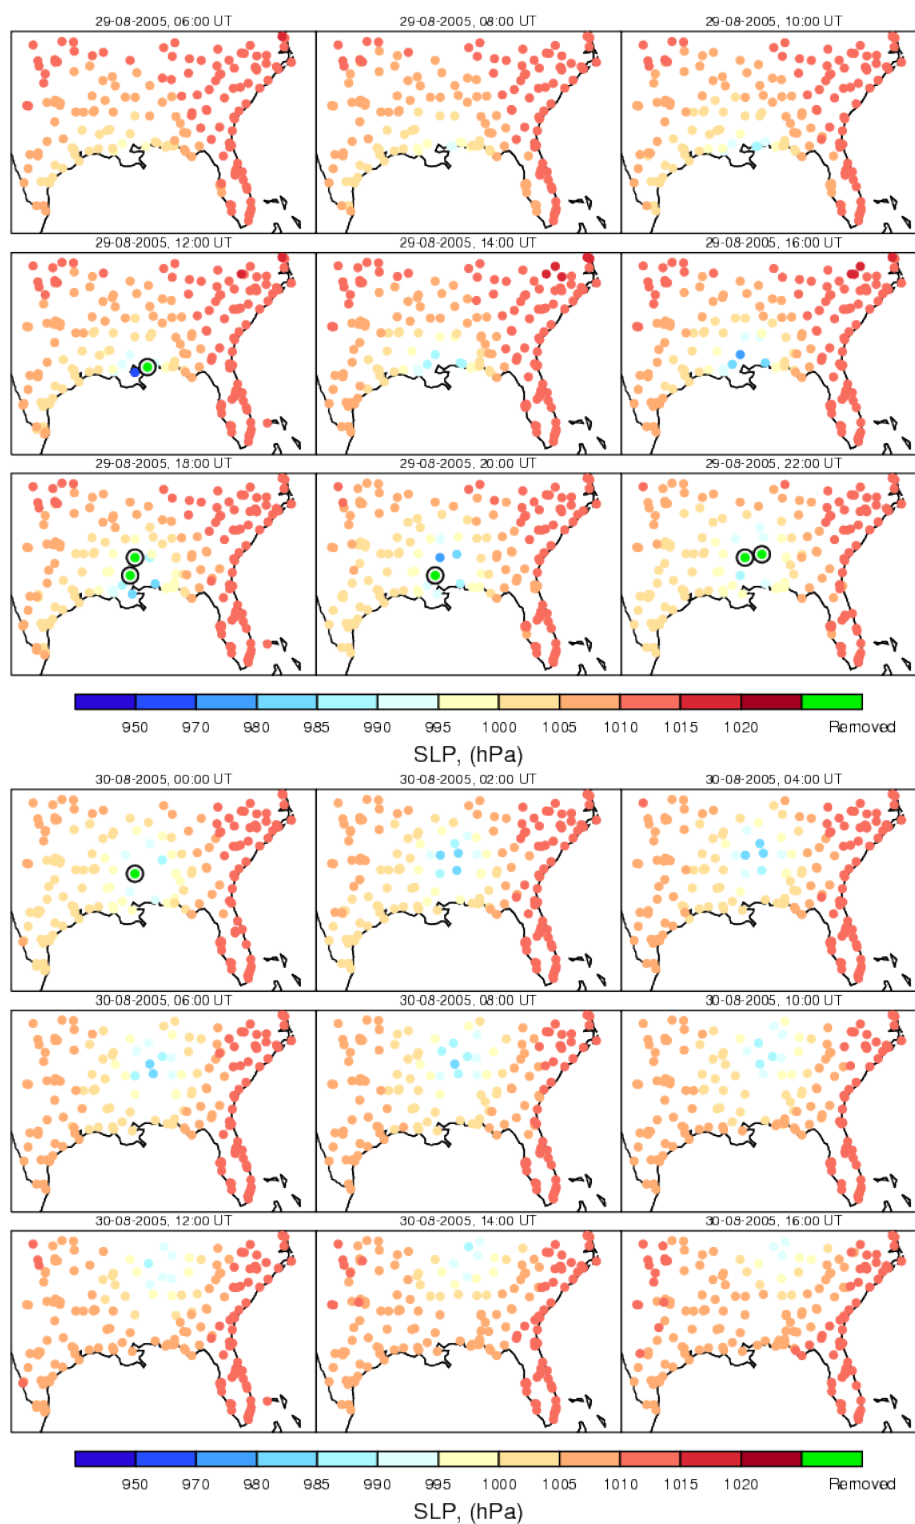 29-08-2005, 06:00 UT
29-08-2005, 08:00 UT
29-08-2005, 10:00 UT
29-08-2005, 12:00 UT
29-08-2005, 14:00 UT
29-08-2005, 16:00 UT
29-08-2005, 18:00 UT
29-08-2005, 20:00 UT
29-08-2005, 22:00 UT
950 970 980 985 990 995 1000 1005 1010 1015 1020 Removed
SLP, (hPa)
30-08-2005, 00:00 UT
30-08-2005, 02:00 UT
30-08-2005, 04:00 UT
30-08-2005, 06:00 UT
30-08-2005, 08:00 UT
30-08-2005, 10:00 UT
30-08-2005, 12:00 UT
30-08-2005, 14:00 UT
30-08-2005, 16:00 UT
950 970 980 985 990 995 1000 1005 1010 1015 1020 Removed
SLP, (hPa)